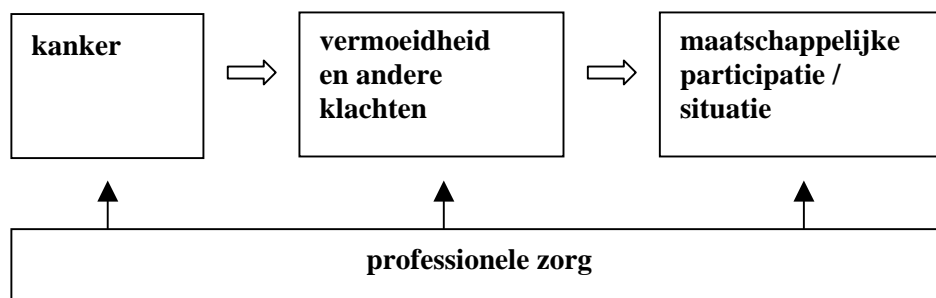 kanker
vermoeidheid
en andere
klachten
maatschappelijke
participatie /
situatie
professionele zorg